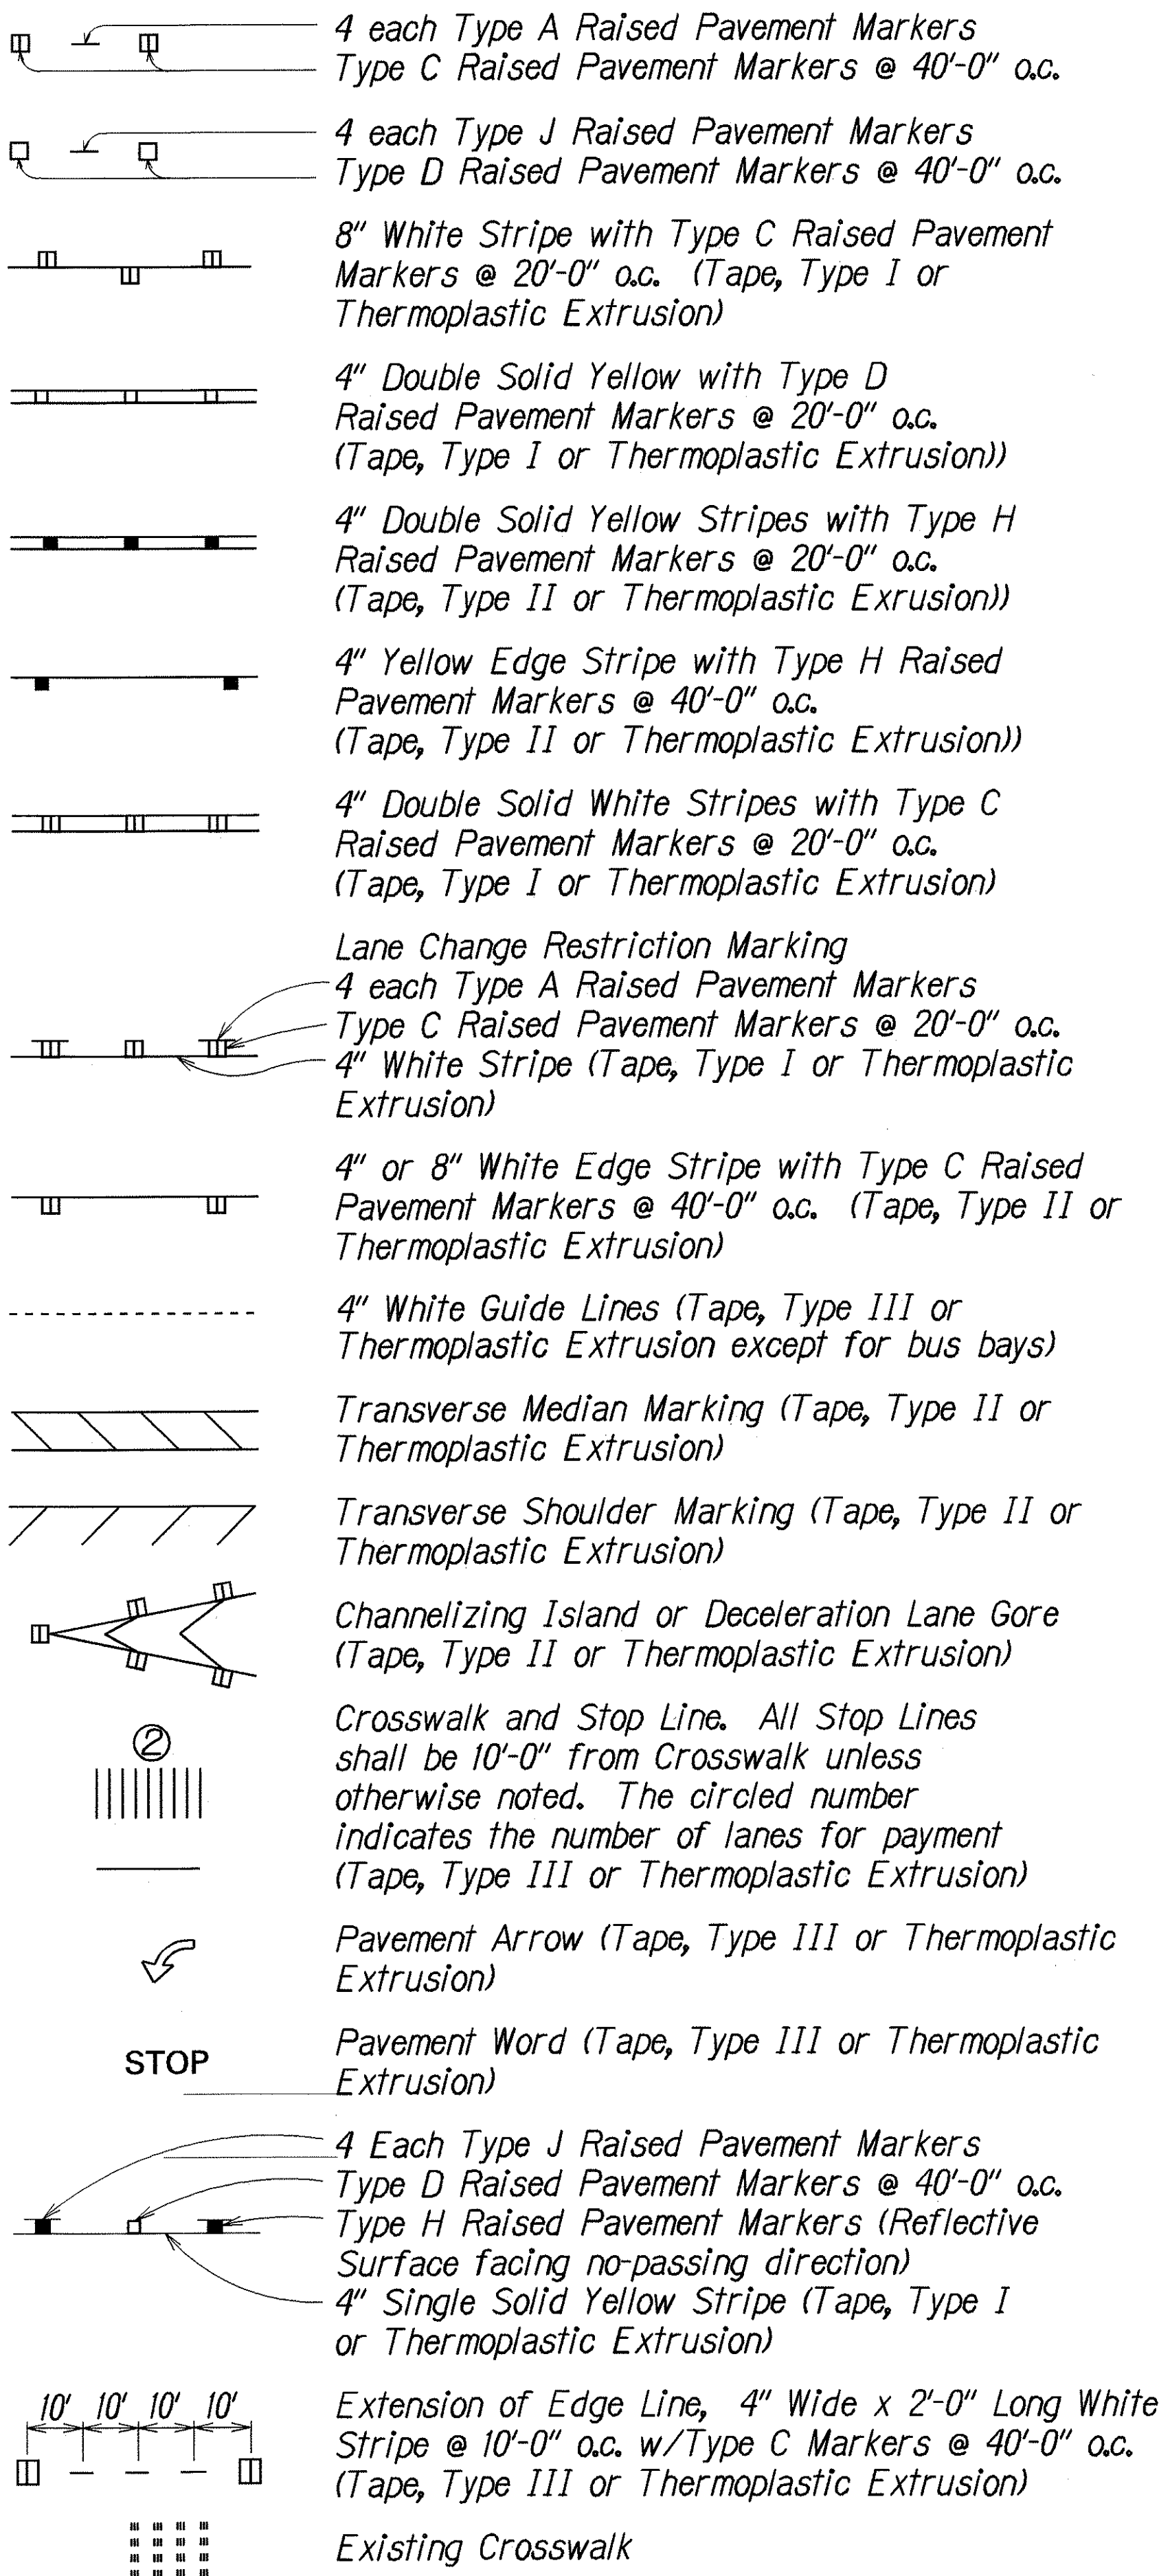 4 each Type A Raised Pavement Markers
Type C Raised Pavement Markers @ 40'-0" o.c.
4 each Type J Raised Pavement Markers
Type D Raised Pavement Markers @ 40'-0" o.c.
8" White Stripe with Type C Raised Pavement
Markers @ 20'-0" o.c. (Tape, Type I or
Thermoplastic Extrusion)
4" Double Solid Yellow with Type D
Raised Pavement Markers @ 20'-0" o.c.
(Tape, Type I or Thermoplastic Extrusion))
4" Double Solid Yellow Stripes with Type H
Raised Pavement Markers @ 20'-0" o.c.
(Tape, Type II or Thermoplastic Exrusion))
4" Yellow Edge Stripe with Type H Raised
Pavement Markers @ 40'-0" o.c.
(Tape, Type II or Thermoplastic Extrusion))
4" Double Solid White Stripes with Type C
Raised Pavement Markers @ 20'-0" o.c.
(Tape, Type I or Thermoplastic Extrusion)
Lane Change Restriction Marking
4 each Type A Raised Pavement Markers
Type C Raised Pavement Markers @ 20'-0" o.c.
4" White Stripe (Tape, Type I or Thermoplastic
Extrusion)
4" or 8" White Edge Stripe with Type C Raised
Pavement Markers @ 40'-0" o.c. (Tape, Type II or
Thermoplastic Extrusion)
4" White Guide Lines (Tape, Type III or
Thermoplastic Extrusion except for bus bays)
Transverse Median Marking (Tape, Type II or
Thermoplastic Extrusion)
Transverse Shoulder Marking (Tape, Type II or
Thermoplastic Extrusion)
Channelizing Island or Deceleration Lane Gore
(Tape, Type II or Thermoplastic Extrusion)
2
Crosswalk and Stop Line. All Stop Lines
shall be 10'-0" from Crosswalk unless
otherwise noted. The circled number
indicates the number of lanes for payment
(Tape, Type III or Thermoplastic Extrusion)
Pavement Arrow (Tape, Type III or Thermoplastic
Extrusion)
STOP
Pavement Word (Tape, Type III or Thermoplastic
Extrusion)
4 Each Type J Raised Pavement Markers
Type D Raised Pavement Markers @ 40'-0" o.c.
Type H Raised Pavement Markers (Reflective
Surface facing no-passing direction)
4" Single Solid Yellow Stripe (Tape, Type I
or Thermoplastic Extrusion)
10' 10' 10' 10'
Extension of Edge Line, 4" Wide x 2'-0" Long White
Stripe @ 10'-0" o.c. w/Type C Markers @ 40'-0" o.c.
(Tape, Type III or Thermoplastic Extrusion)
Existing Crosswalk